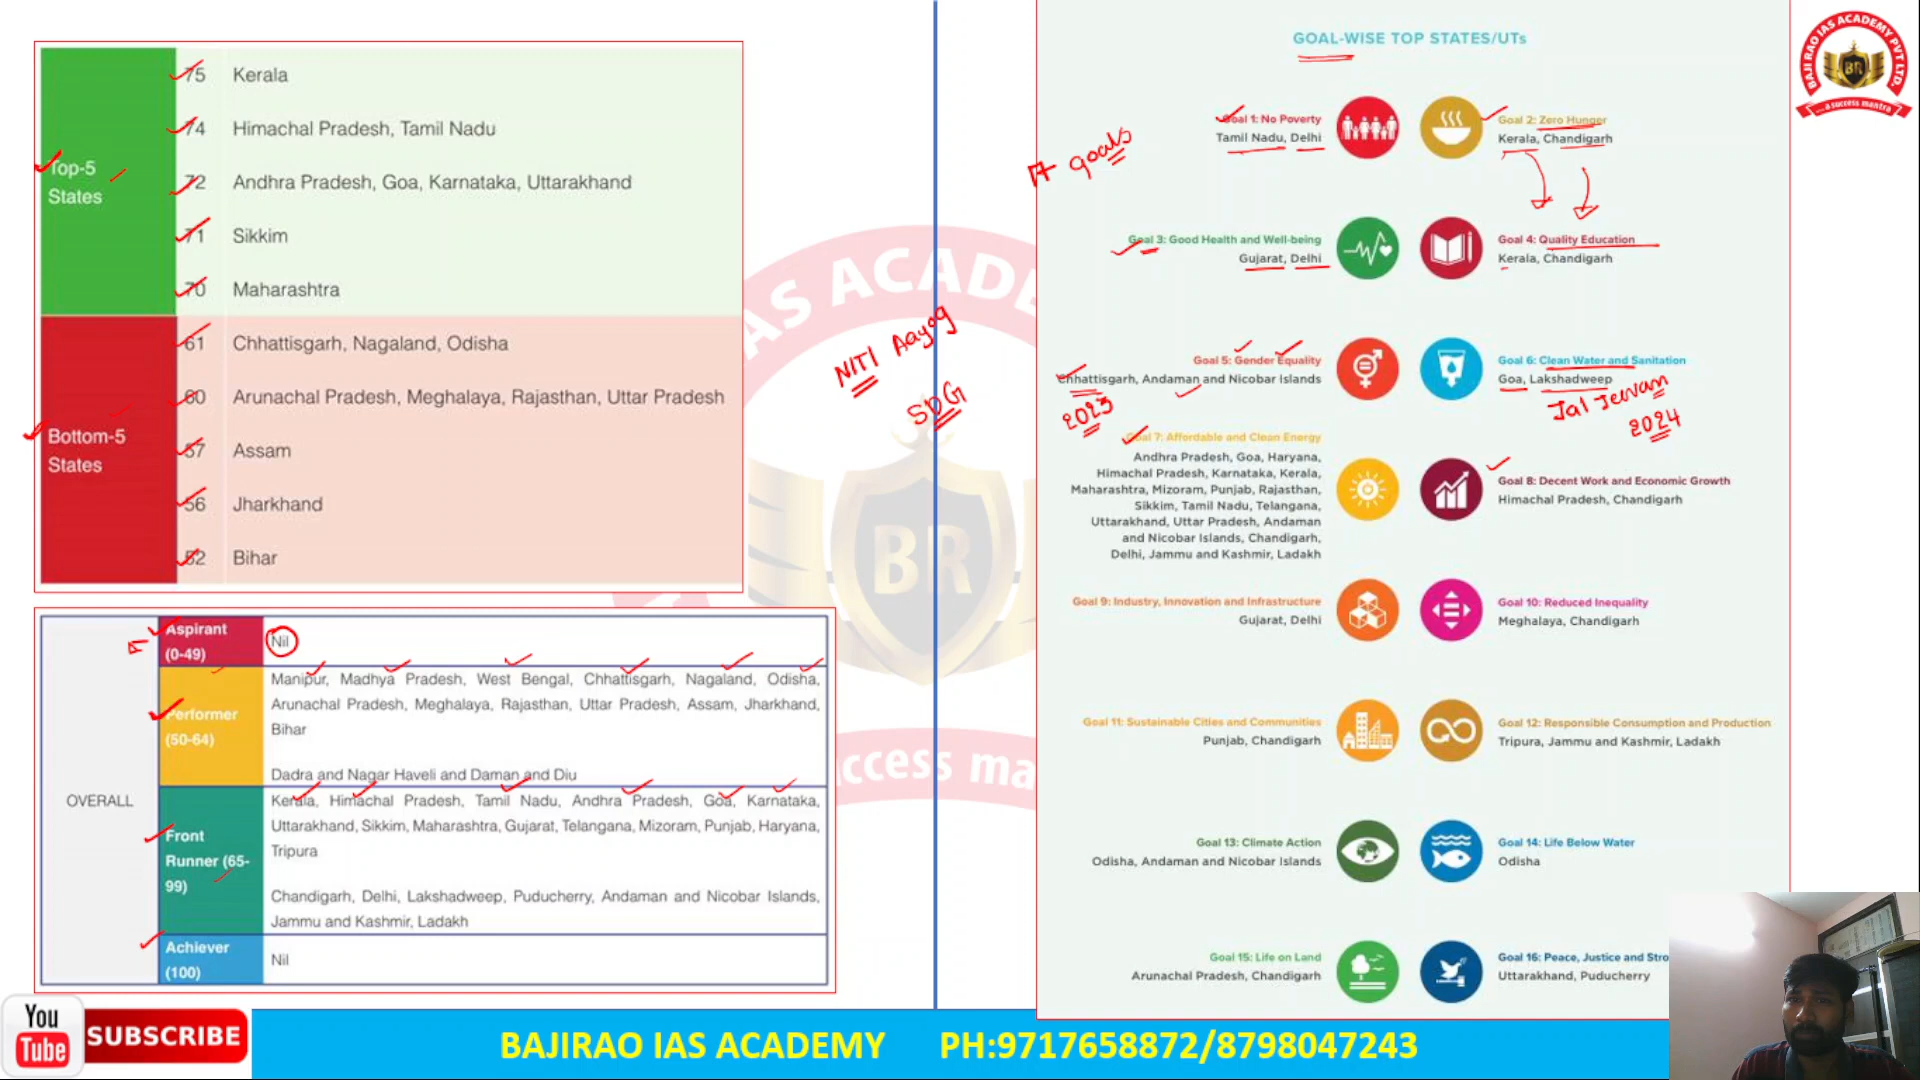 75 Kerala
74 Himachal Pradesh, Tamil Nadu
Top-5
States
72 Andhra Pradesh, Goa, Karnataka, Uttarakhand
71 Sikkim
70 Maharashtra
61 Chhattisgarh, Nagaland, Odisha
60 Arunachal Pradesh, Meghalaya, Rajasthan, Uttar Pradesh
Bottom-5
States
57 Assam
56 Jharkhand
52 Bihar
OVERALL
Aspirant
(0-49)
Nil
Performer
(50-64)
Manipur, Madhya Pradesh, West Bengal, Chhattisgarh, Nagaland, Odisha,
Arunachal Pradesh, Meghalaya, Rajasthan, Uttar Pradesh, Assam, Jharkhand,
Bihar
Dadra and Nagar Haveli and Daman and Diu
Front
Runner (65-
99)
Kerala, Himachal Pradesh, Tamil Nadu, Andhra Pradesh, Goa, Karnataka,
Uttarakhand, Sikkim, Maharashtra, Gujarat, Telangana, Mizoram, Punjab, Haryana,
Tripura
Chandigarh, Delhi, Lakshadweep, Puducherry, Andaman and Nicobar Islands,
Jammu and Kashmir, Ladakh
Achiever
(100)
Nil
NITI Aayog
SDG
GOAL-WISE TOP STATES/UTs
17 goals
Goal 1: No Poverty
Tamil Nadu, Delhi
Goal 2: Zero Hunger
Kerala, Chandigarh
Goal 3: Good Health and Well-being
Gujarat, Delhi
Goal 4: Quality Education
Kerala, Chandigarh
Goal 5: Gender Equality
Chhattisgarh, Andaman and Nicobar Islands
2023
Goal 6: Clean Water and Sanitation
Goa, Lakshadweep
Jal Jeevan
2024
Goal 7: Affordable and Clean Energy
Andhra Pradesh, Goa, Haryana,
Himachal Pradesh, Karnataka, Kerala,
Maharashtra, Mizoram, Punjab, Rajasthan,
Sikkim, Tamil Nadu, Telangana,
Uttarakhand, Uttar Pradesh, Andaman
and Nicobar Islands, Chandigarh,
Delhi, Jammu and Kashmir, Ladakh
Goal 8: Decent Work and Economic Growth
Himachal Pradesh, Chandigarh
Goal 9: Industry, Innovation and Infrastructure
Gujarat, Delhi
Goal 10: Reduced Inequality
Meghalaya, Chandigarh
Goal 11: Sustainable Cities and Communities
Punjab, Chandigarh
Goal 12: Responsible Consumption and Production
Tripura, Jammu and Kashmir, Ladakh
Goal 13: Climate Action
Odisha, Andaman and Nicobar Islands
Goal 14: Life Below Water
Odisha
Goal 15: Life on Land
Arunachal Pradesh, Chandigarh
Goal 16: Peace, Justice and Stro
Uttarakhand, Puducherry
BAJI RAO IAS ACADEMY PVT LTD.
BR
...a success mantra
AS ACADE
BR
ccess ma
You
Tube
SUBSCRIBE
BAJIRAO IAS ACADEMY PH:9717658872/8798047243